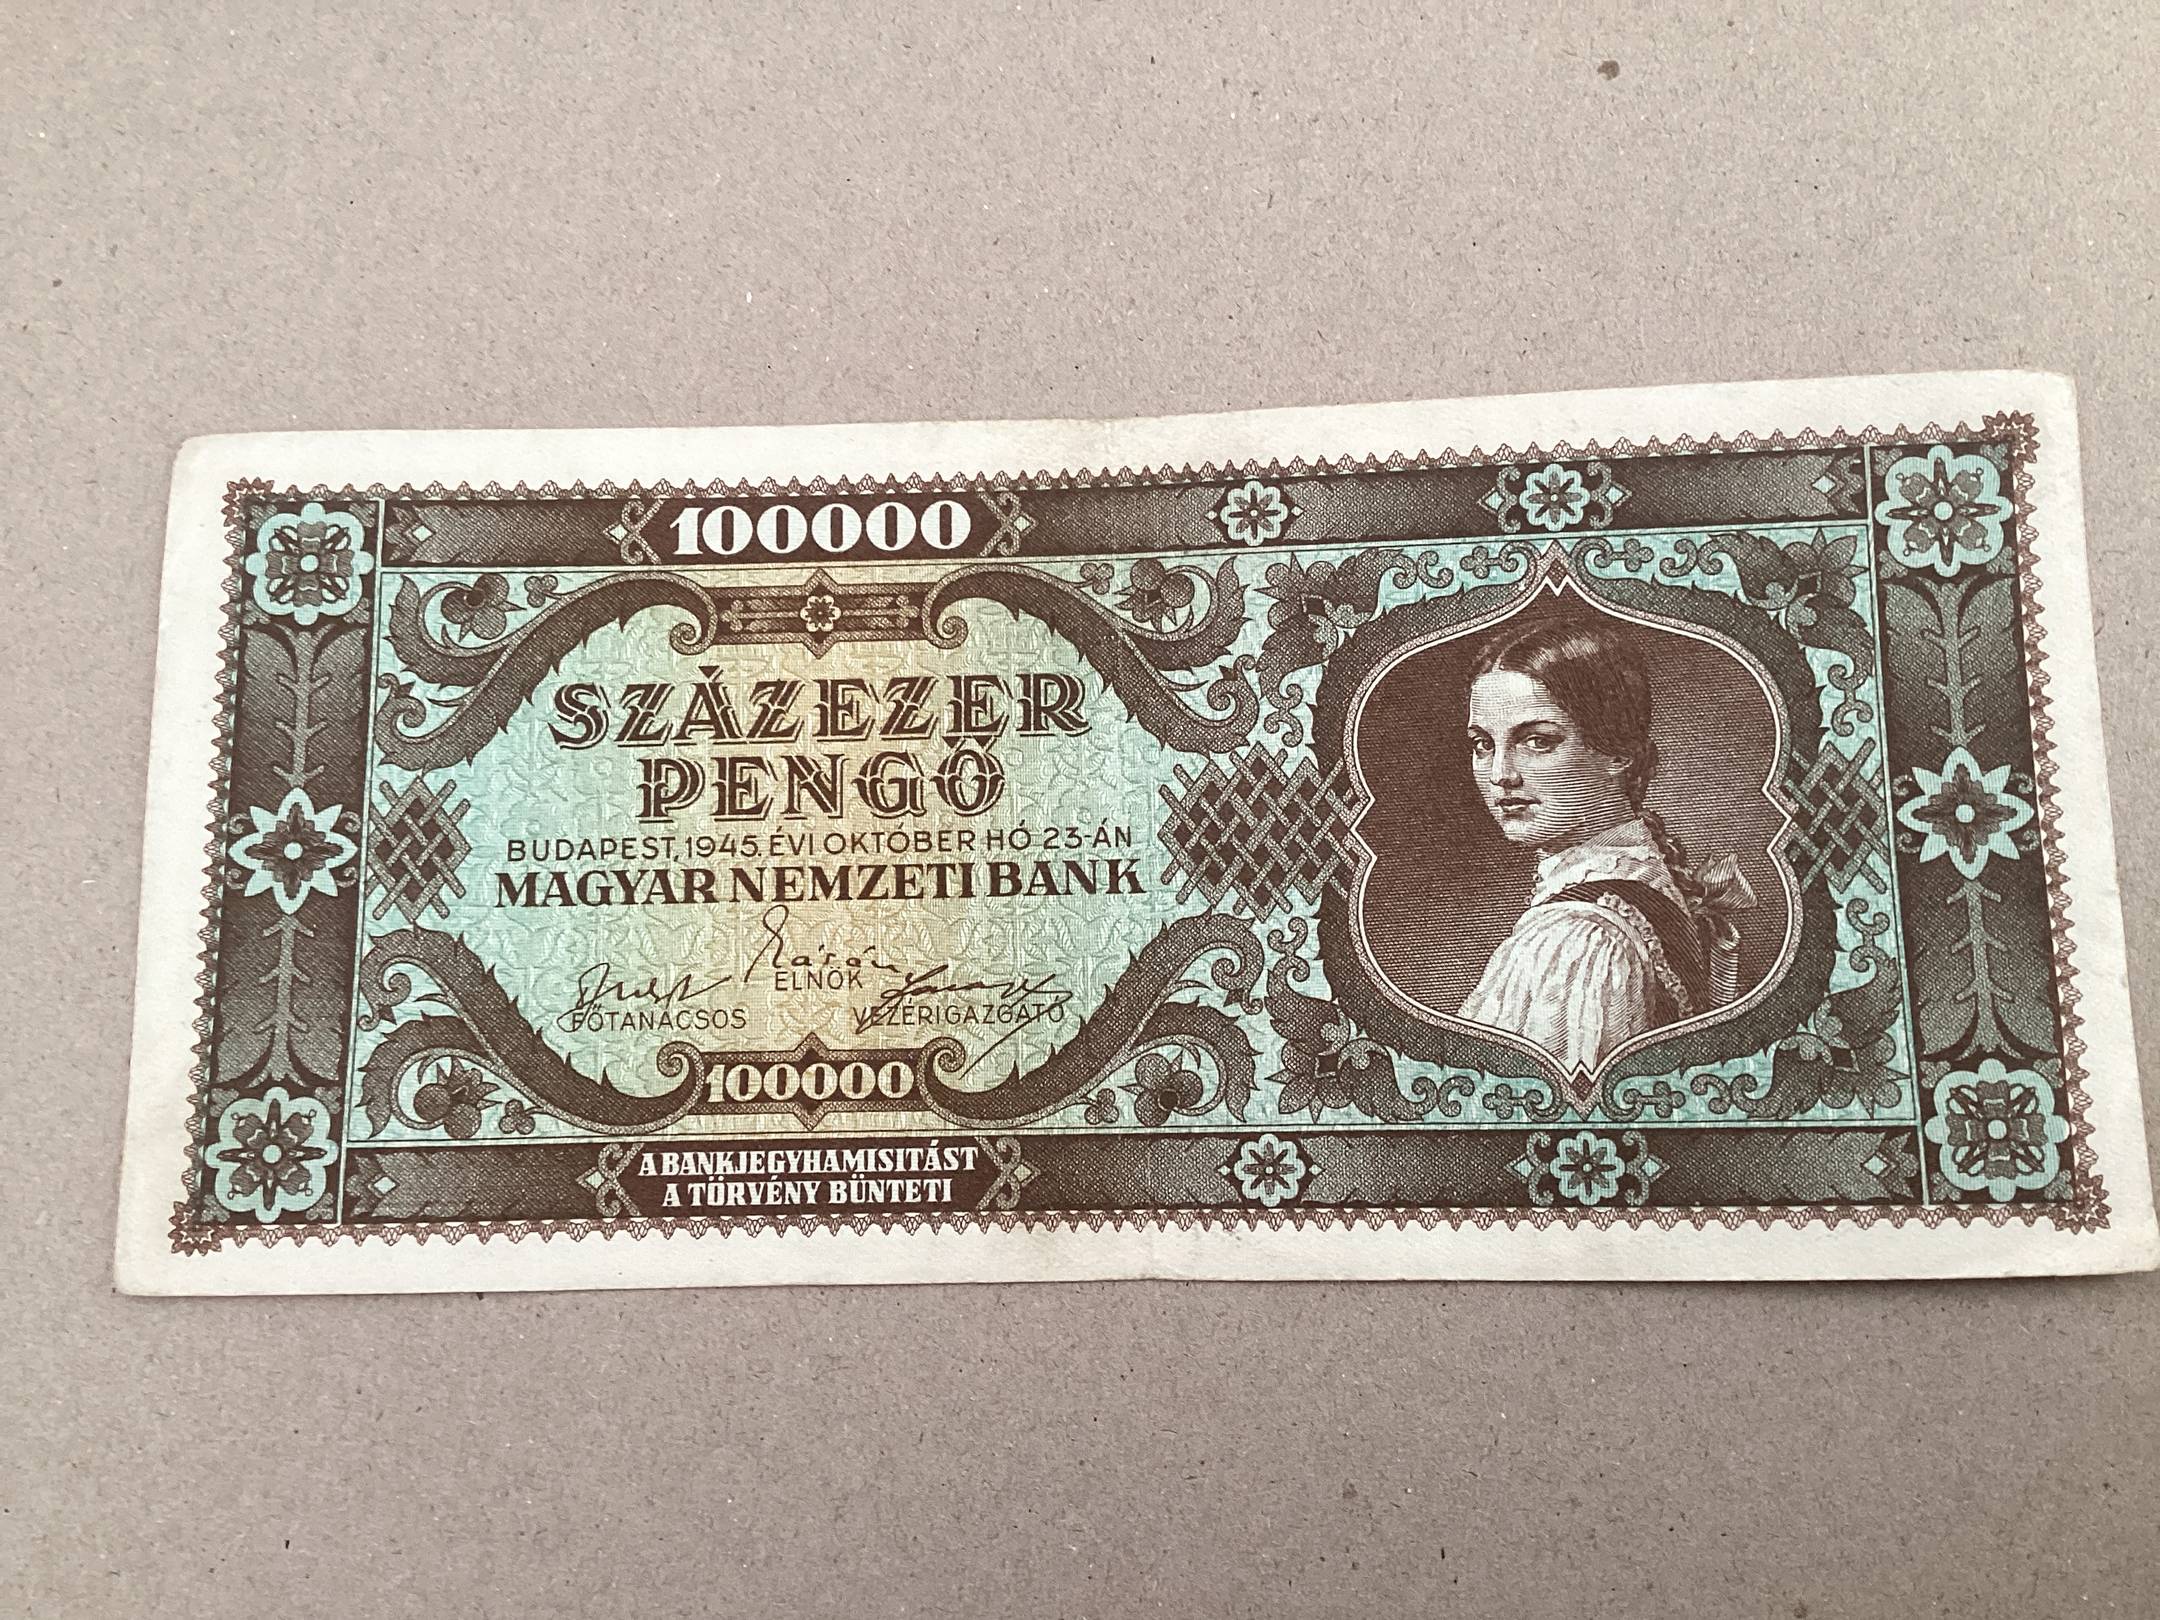 100000
SZÁZEZER
PENGŐ
BUDAPEST, 1945. ÉVI OKTÓBER HÓ 23-ÁN
MAGYAR NEMZETI BANK
ELNÖK
FŐTANÁCSOS VEZÉRIGAZGATÓ
100000
A BANKJEGYHAMISITÁST
A TÖRVÉNY BÜNTETI